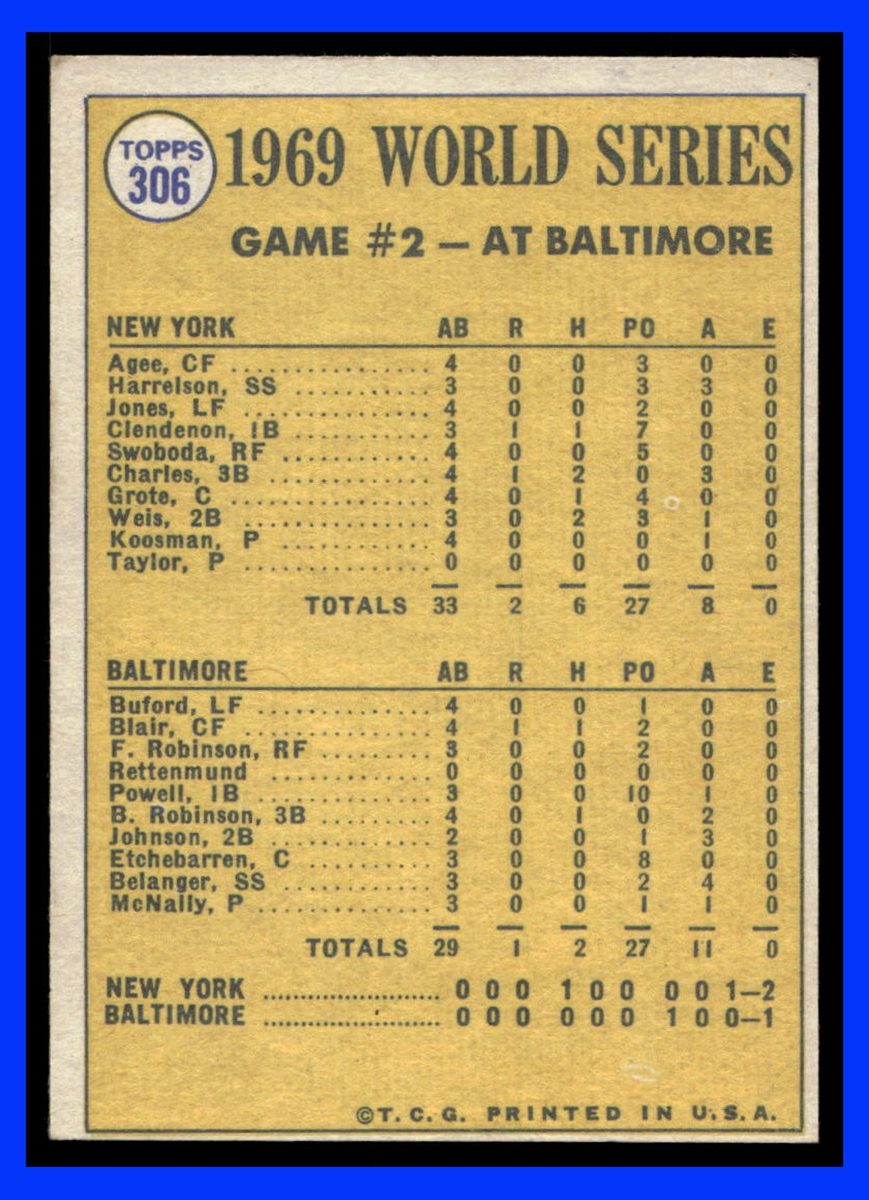 TOPPS
306
1969 WORLD SERIES
GAME #2 — AT BALTIMORE
NEW YORK AB R H PO A E
Agee, CF ................ 4 0 0 3 0 0
Harrelson, SS ............ 3 0 0 3 3 0
Jones, LF ............... 4 0 0 2 0 0
Clendenon, 1B ........... 3 1 1 7 0 0
Swoboda, RF ............. 4 0 0 5 0 0
Charles, 3B .............. 4 1 2 0 3 0
Grote, C ................ 4 0 1 4 0 0
Weis, 2B ............... 3 0 2 3 1 0
Koosman, P ............. 4 0 0 0 1 0
Taylor, P ............... 0 0 0 0 0 0
TOTALS 33 2 6 27 8 0
BALTIMORE AB R H PO A E
Buford, LF .............. 4 0 0 1 0 0
Blair, CF ............... 4 1 1 2 0 0
F. Robinson, RF ......... 3 0 0 2 0 0
Rettenmund ............. 0 0 0 0 0 0
Powell, 1B .............. 3 0 0 10 1 0
B. Robinson, 3B ......... 4 0 1 0 2 0
Johnson, 2B ............. 2 0 0 1 3 0
Etchebarren, C .......... 3 0 0 8 0 0
Belanger, SS ............ 3 0 0 2 4 0
McNally, P .............. 3 0 0 1 1 0
TOTALS 29 1 2 27 11 0
NEW YORK ........................ 0 0 0 1 0 0 0 0 1—2
BALTIMORE ........................ 0 0 0 0 0 0 1 0 0—1
©T. C. G. PRINTED IN U. S. A.